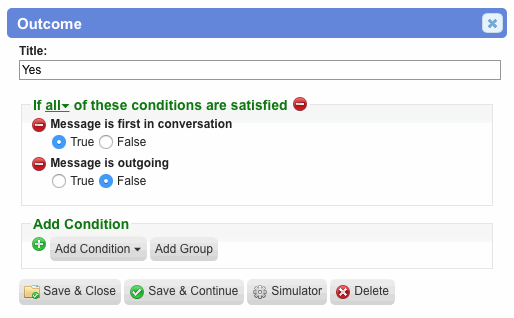 Outcome
Title:
Yes
If all of these conditions are satisfied
Message is first in conversation
True False
Message is outgoing
True False
Add Condition
Add Condition Add Group
Save & Close Save & Continue Simulator Delete